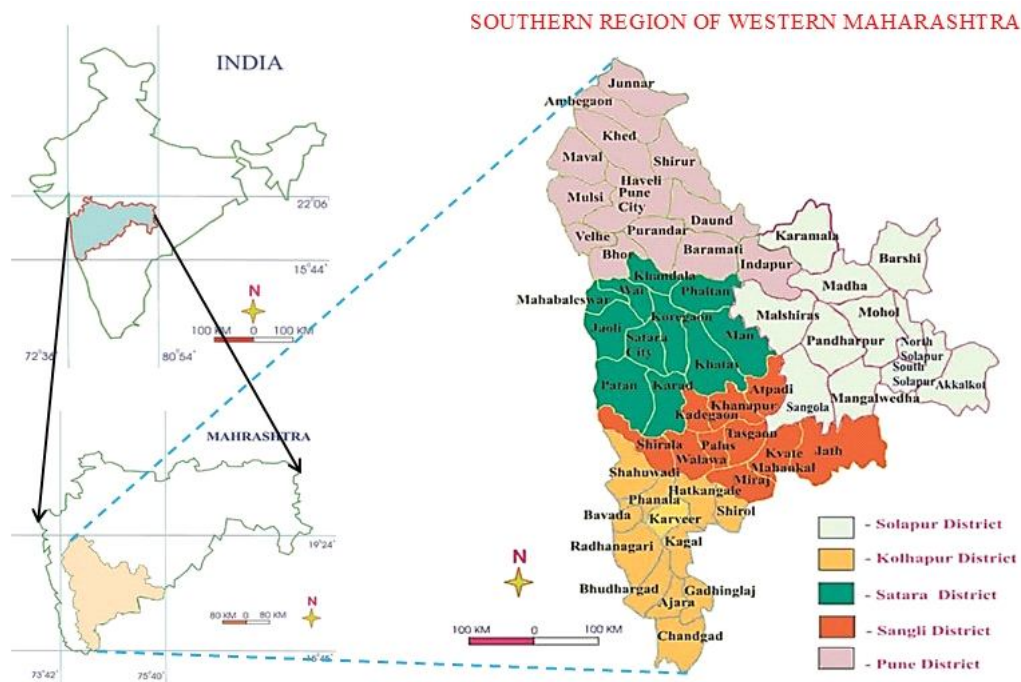 SOUTHERN REGION OF WESTERN MAHARASHTRA
INDIA
22°06'
15°44'
N
100 KM 0 100 KM
72°36'
80°54'
MAHRASHTRA
19°24'
N
80 KM 0 80 KM
15°45'
73°42'
75°40'
Junnar
Ambegaon
Khed
Maval
Shirur
Haveli
Mulsi
Pune
City
Daund
Velhe
Purandar
Bhor
Baramati
Indapur
Karamala
Barshi
Madha
Khandala
Wai
Phaltan
Mahabaleswar
Malshiras
Mohol
Koregaon
Jaoli
Satara
City
Man
Pandharpur
North
Solapur
South
Solapur
Khatas
Akkalkot
Patan
Karad
Atpadi
Mangalwedha
Khanapur
Sangola
Kadegaon
Tasgaon
Shirala
Palus
Kvate
Mahankal
Jath
Walawa
Miraj
Shahuwadi
Hatkangale
Phanala
Shirol
Bavada
Karveer
Kagal
Radhanagari
Bhudhargad
Gadhinglaj
Ajara
Chandgad
N
100 KM 0 100 KM
- Solapur District
- Kolhapur District
- Satara District
- Sangli District
- Pune District